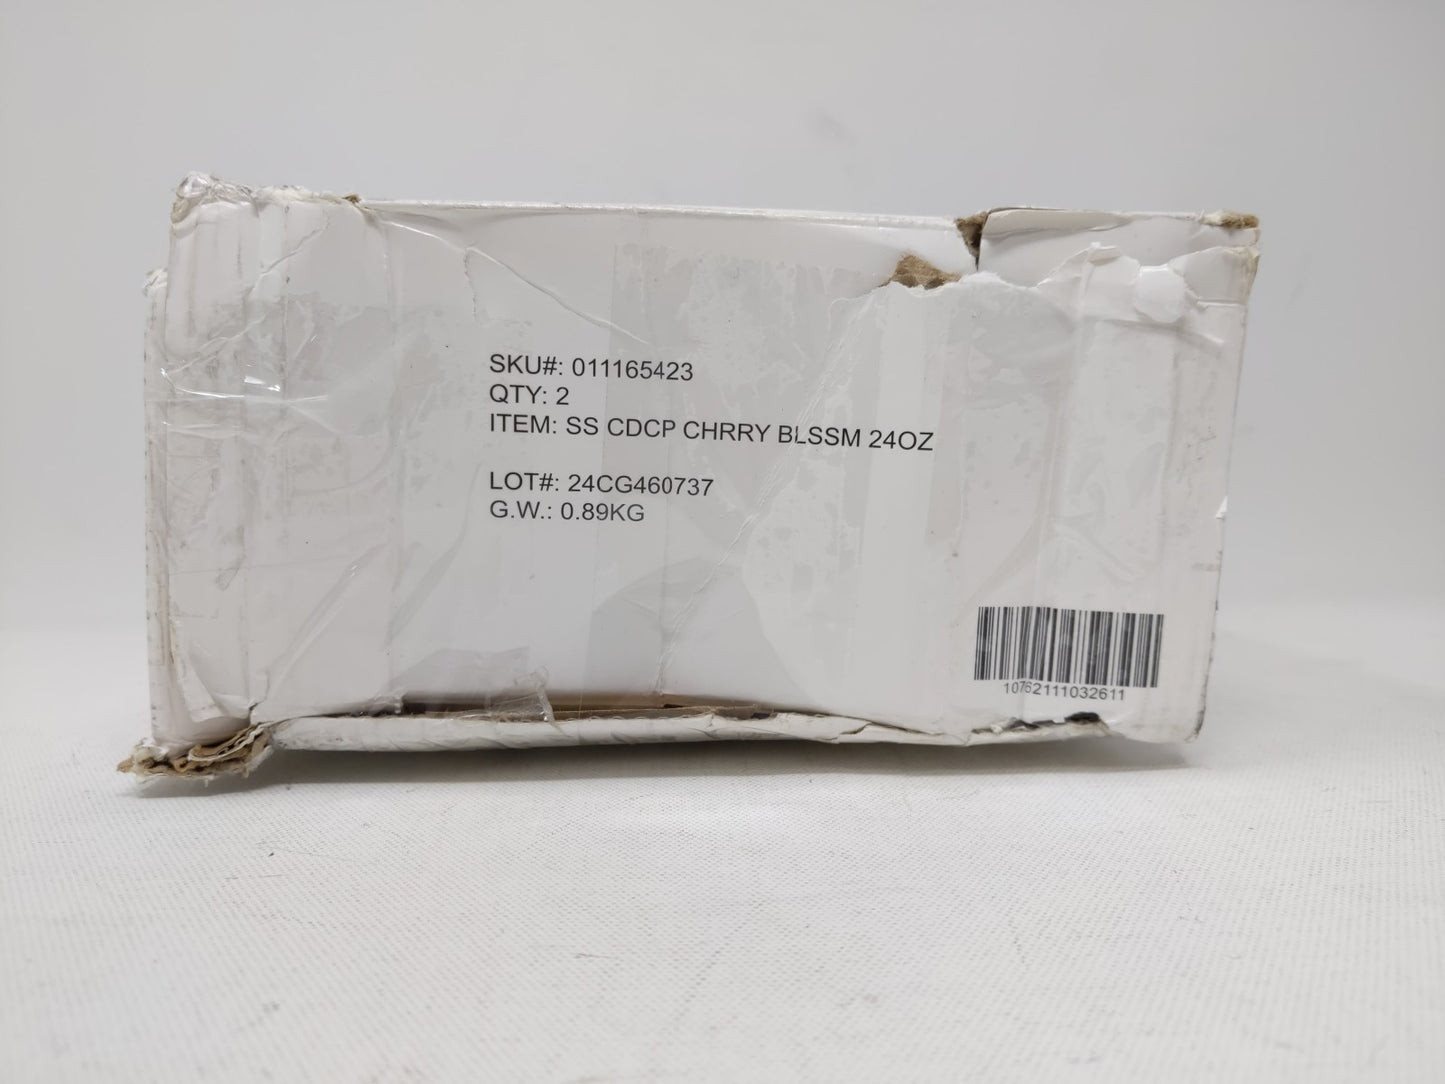 SKU#: 011165423
QTY: 2
ITEM: SS CDCP CHRRY BLSSM 24OZ
LOT#: 24CG460737
G.W.: 0.89KG
10762111032611